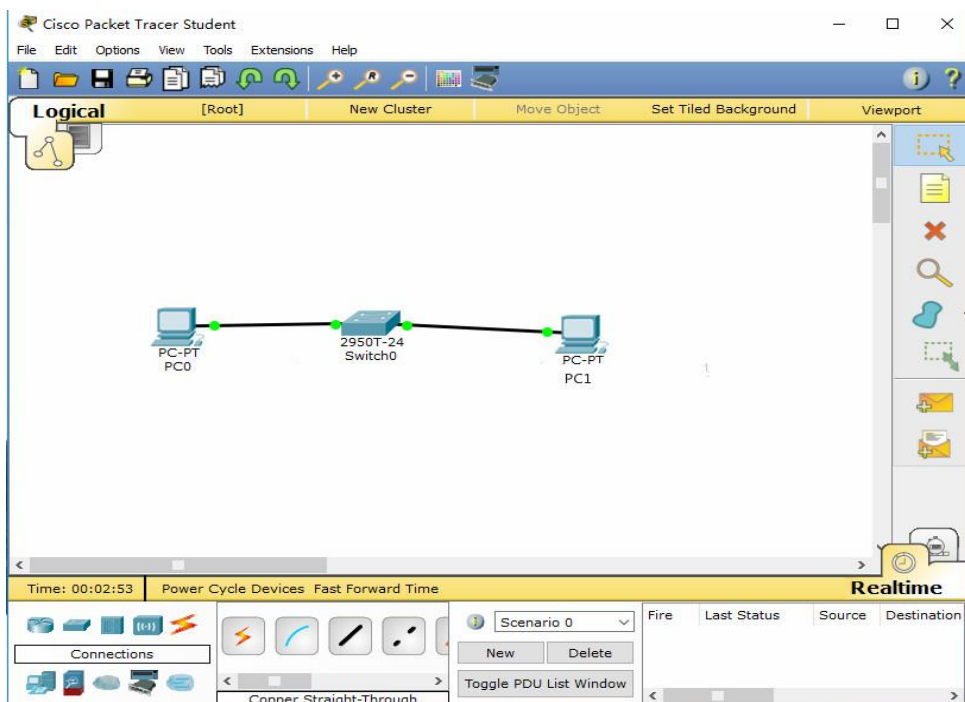 Cisco Packet Tracer Student
File Edit Options View Tools Extensions Help
Logical [Root] New Cluster Move Object Set Tiled Background Viewport
PC-PT
PC0
2950T-24
Switch0
PC-PT
PC1
Time: 00:02:53 Power Cycle Devices Fast Forward Time Realtime
Scenario 0
Fire Last Status Source Destination
Connections
New Delete
Toggle PDU List Window
Copper Straight-Through